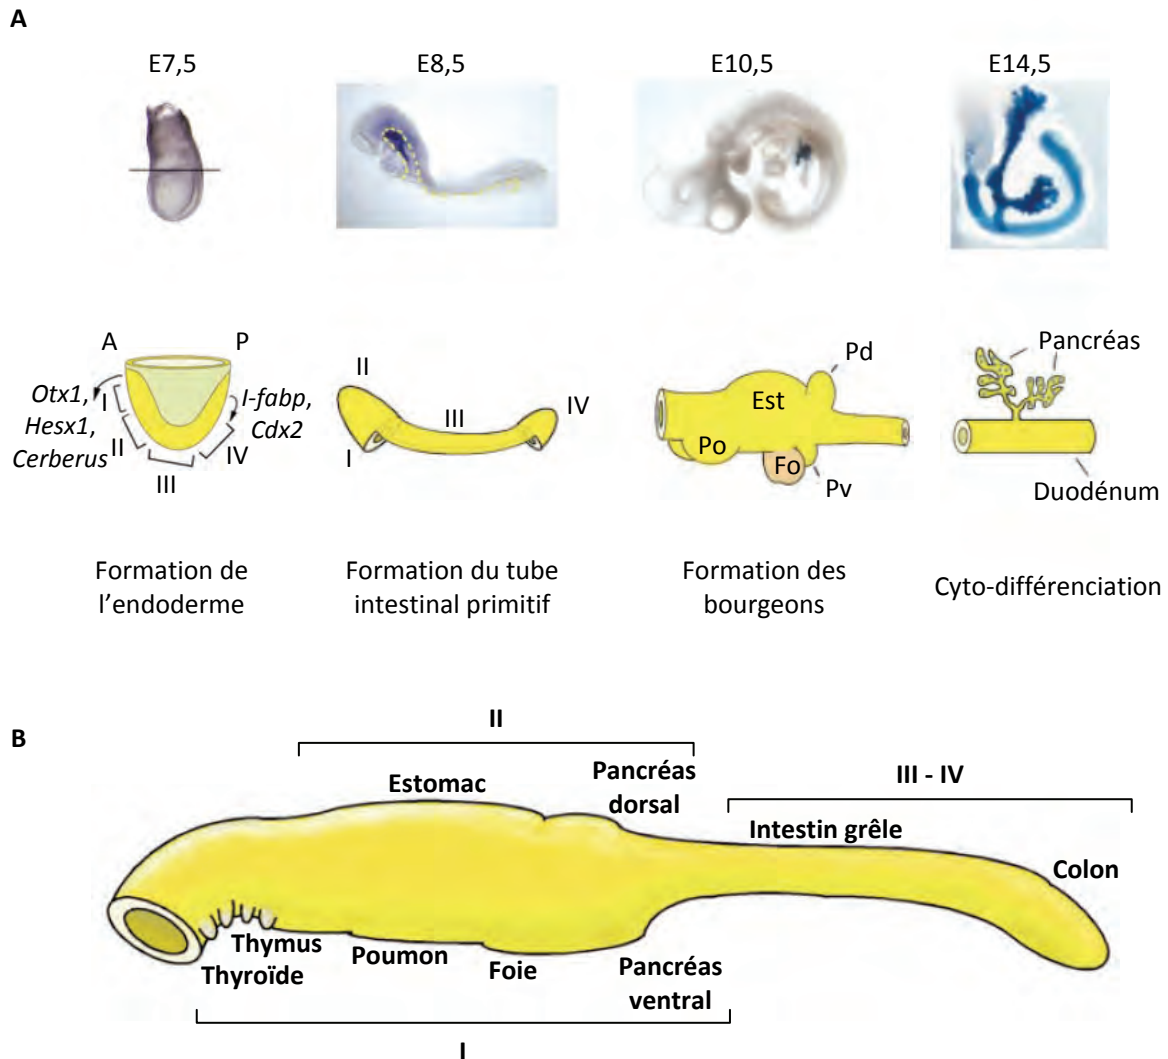 A
E7,5
E8,5
E10,5
E14,5
A
P
Otx1,
Hesx1,
Cerberus
I
II
III
IV
I-fabp,
Cdx2
II
III
IV
I
Pd
Est
Po
Fo
Pv
Pancréas
Duodénum
Formation de
l'endoderme
Formation du tube
intestinal primitif
Formation des
bourgeons
Cyto-différenciation
B
II
III - IV
Estomac
Pancréas
dorsal
Intestin grêle
Colon
Thymus
Thyroïde
Poumon
Foie
Pancréas
ventral
I